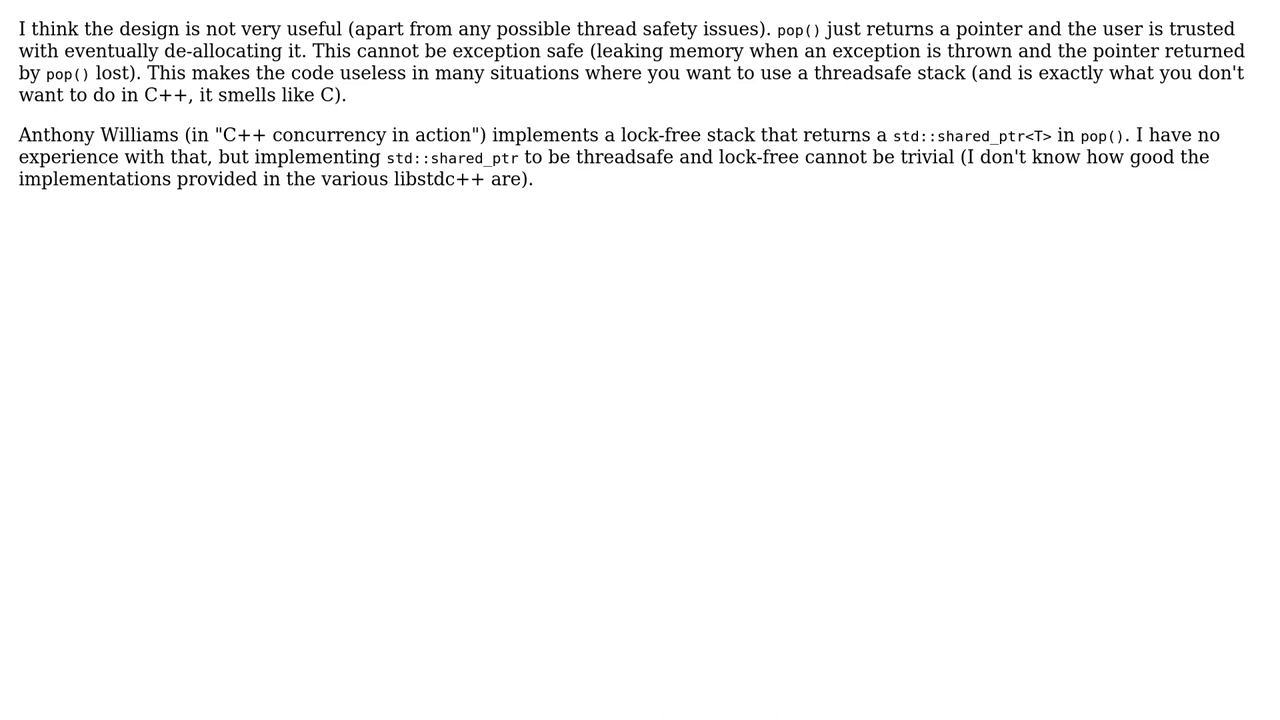 I think the design is not very useful (apart from any possible thread safety issues). pop() just returns a pointer and the user is trusted
with eventually de-allocating it. This cannot be exception safe (leaking memory when an exception is thrown and the pointer returned
by pop() lost). This makes the code useless in many situations where you want to use a threadsafe stack (and is exactly what you don't
want to do in C++, it smells like C).
Anthony Williams (in "C++ concurrency in action") implements a lock-free stack that returns a std::shared_ptr<T> in pop(). I have no
experience with that, but implementing std::shared_ptr to be threadsafe and lock-free cannot be trivial (I don't know how good the
implementations provided in the various libstdc++ are).